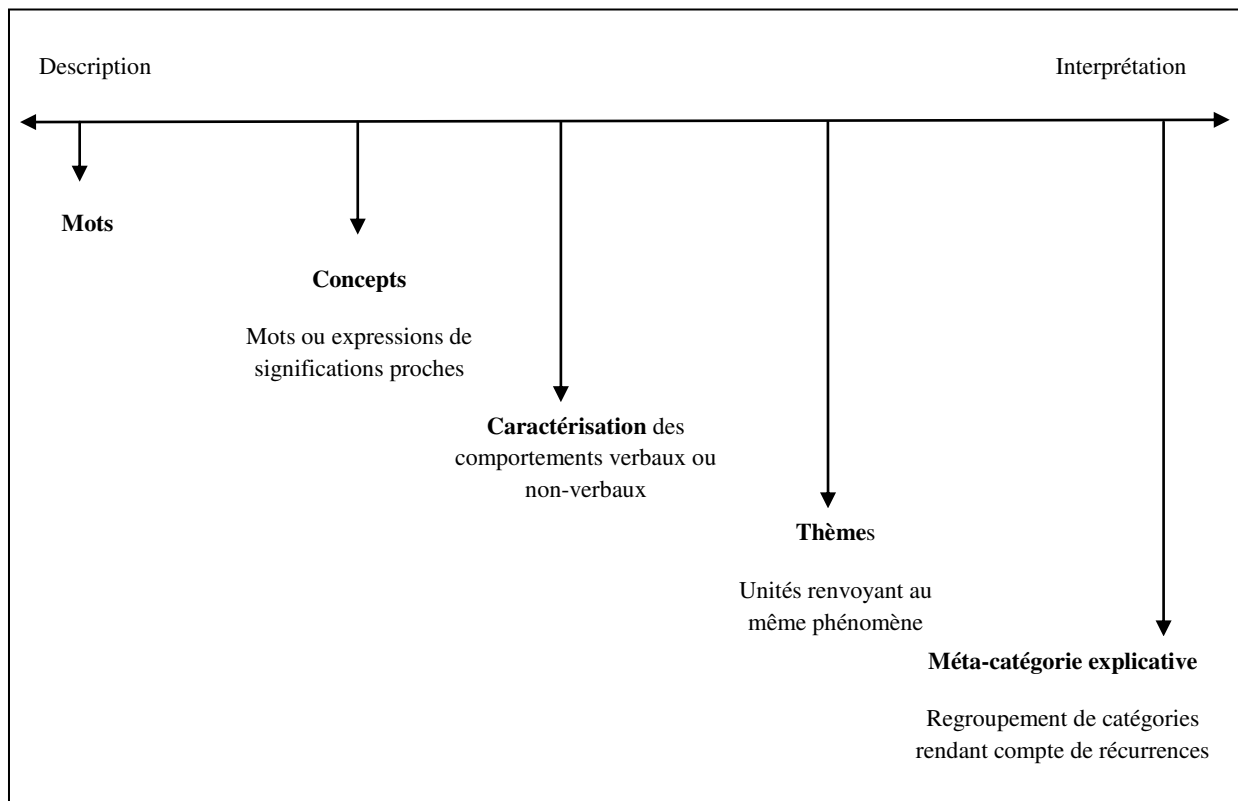 Description
Interprétation
Mots
Concepts
Mots ou expressions de
significations proches
Caractérisation des
comportements verbaux ou
non-verbaux
Thèmes
Unités renvoyant au
même phénomène
Méta-catégorie explicative
Regroupement de catégories
rendant compte de récurrences